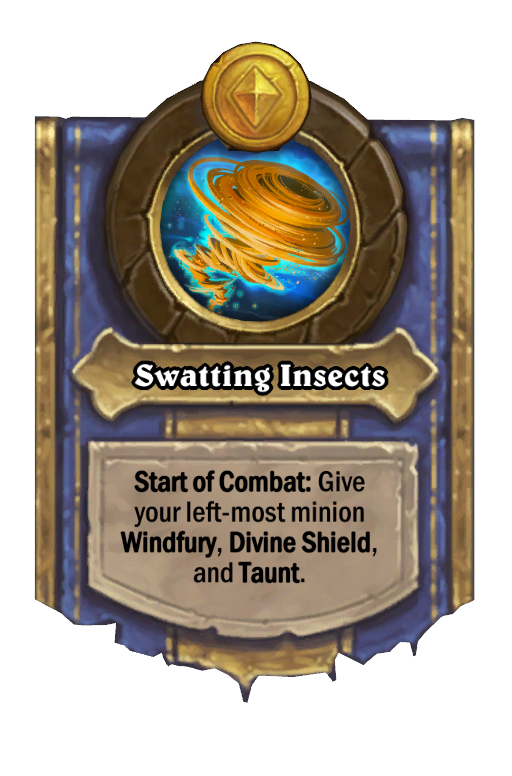 Swatting Insects
Start of Combat: Give
your left-most minion
Windfury, Divine Shield,
and Taunt.